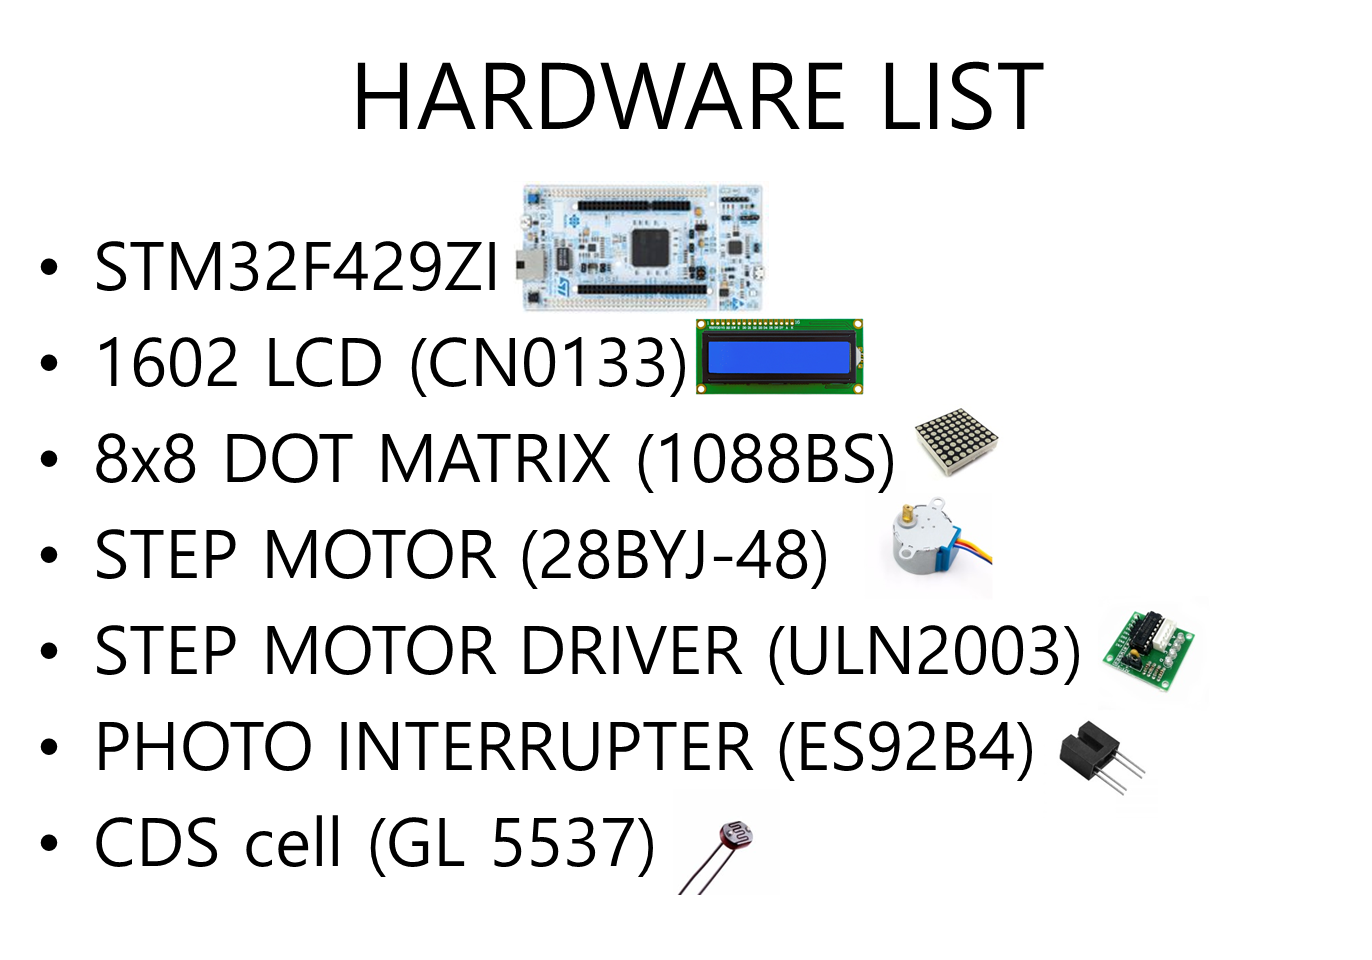 HARDWARE LIST
• STM32F429ZI
• 1602 LCD (CN0133)
• 8x8 DOT MATRIX (1088BS)
• STEP MOTOR (28BYJ-48)
• STEP MOTOR DRIVER (ULN2003)
• PHOTO INTERRUPTER (ES92B4)
• CDS cell (GL 5537)